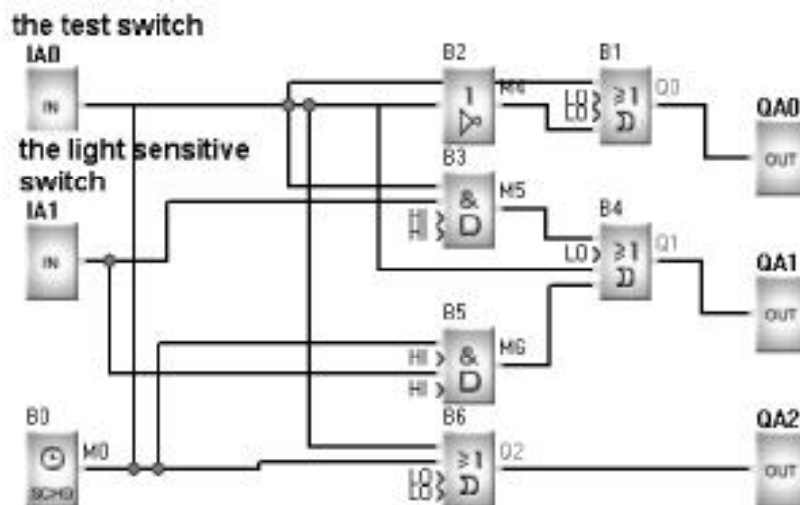 the test switch
IA0
IN
B2
1
M4
B1
LO
LO
≥1
Q0
QA0
OUT
the light sensitive
switch
IA1
IN
B3
&
HI
HI
M5
B4
LO
≥1
Q1
QA1
OUT
B5
HI
HI
&
M6
B0
M0
SCHD
B6
LO
LO
≥1
Q2
QA2
OUT